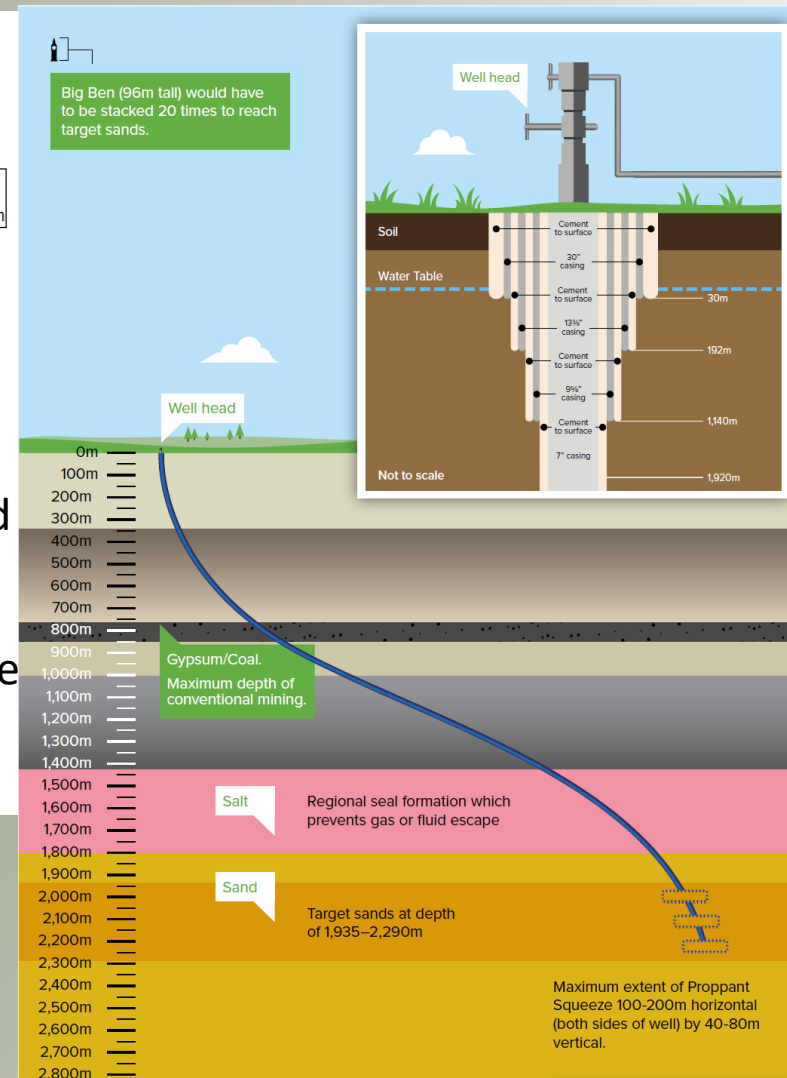 Big Ben (96m tall) would have
to be stacked 20 times to reach
target sands.
Well head
Soil
Water Table
Cement
to surface
30"
casing
Cement
to surface
30m
13⅜"
casing
192m
Cement
to surface
9⅝"
casing
1,140m
Cement
to surface
7" casing
1,920m
Not to scale
Well head
0m
100m
200m
300m
400m
500m
600m
700m
800m
900m
1,000m
1,100m
1,200m
1,300m
1,400m
1,500m
1,600m
1,700m
1,800m
1,900m
2,000m
2,100m
2,200m
2,300m
2,400m
2,500m
2,600m
2,700m
2,800m
Gypsum/Coal.
Maximum depth of
conventional mining.
Salt
Regional seal formation which
prevents gas or fluid escape
Sand
Target sands at depth
of 1,935–2,290m
Maximum extent of Proppant
Squeeze 100-200m horizontal
(both sides of well) by 40-80m
vertical.